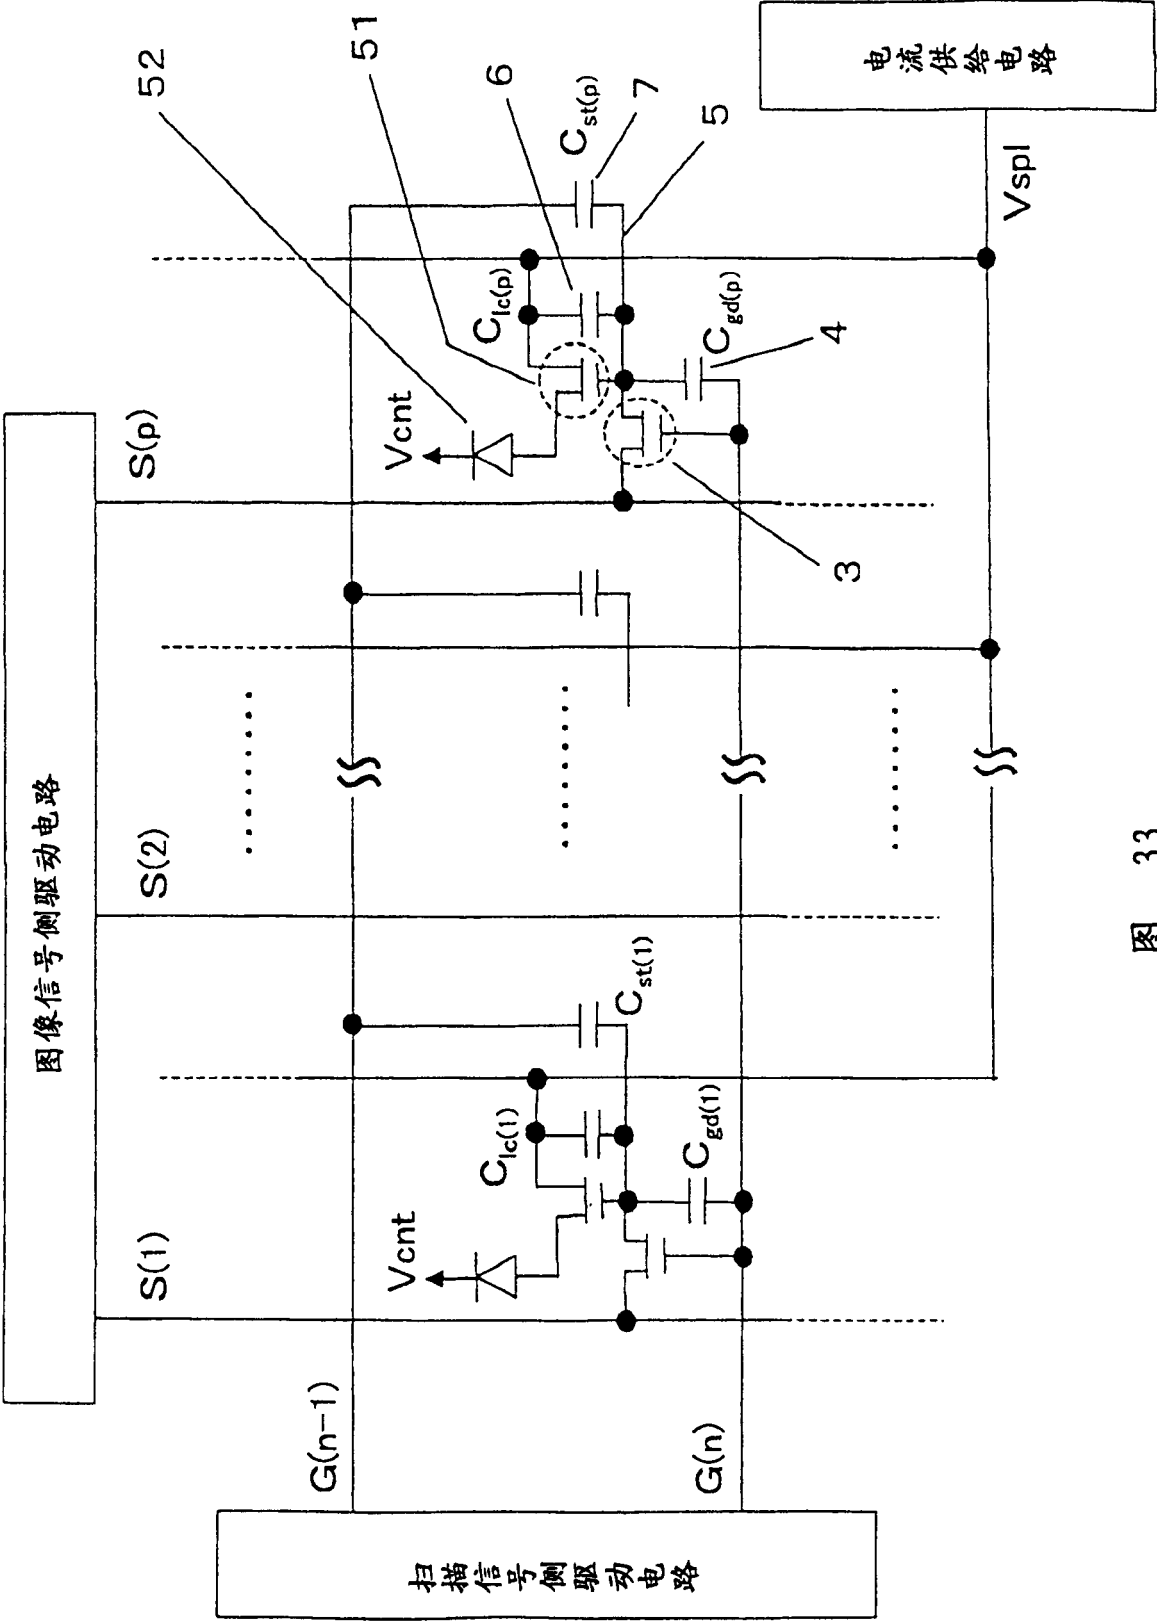 图像信号侧驱动电路
S(1)
S(2)
S(p)
52
51
G(n-1)
Vcnt
C_lc(1)
C_st(1)
Vcnt
C_lc(p)
6
C_st(p)
7
5
G(n)
C_gd(1)
C_gd(p)
4
3
扫描信号侧驱动电路
Vspl
电流供给电路
图 33